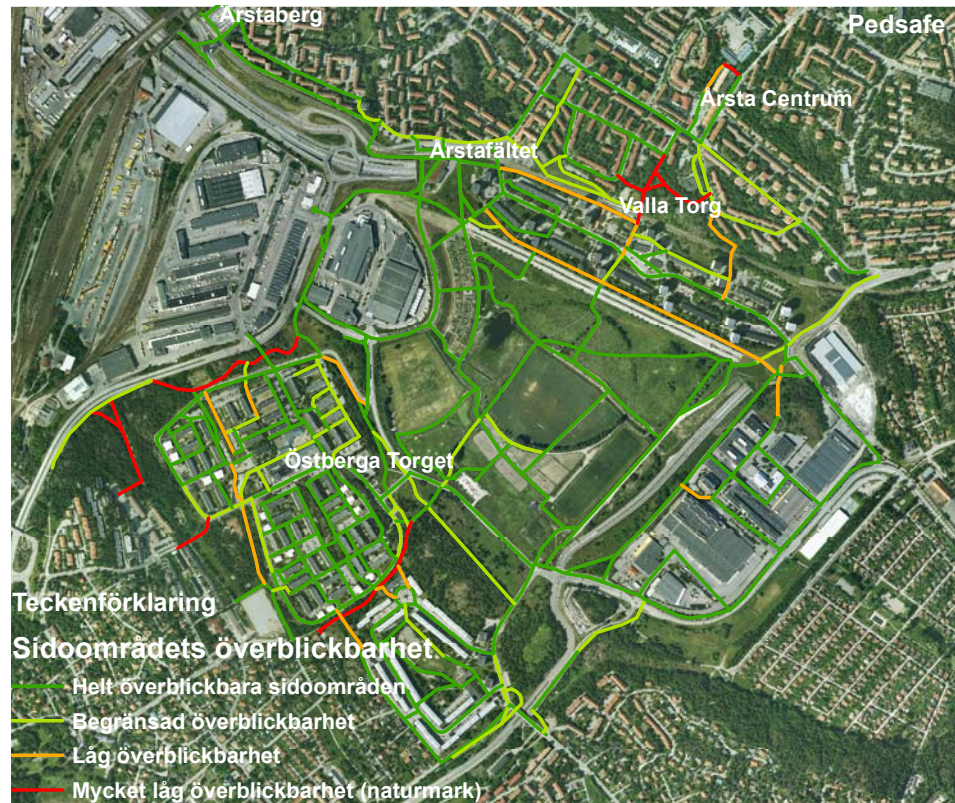 Årstaberg
Pedsafe
Årsta Centrum
Årstafältet
Valla Torg
Östberga Torget
Teckenförklaring
Sidoområdets överblickbarhet
Helt överblickbara sidoområden
Begränsad överblickbarhet
Låg överblickbarhet
Mycket låg överblickbarhet (naturmark)